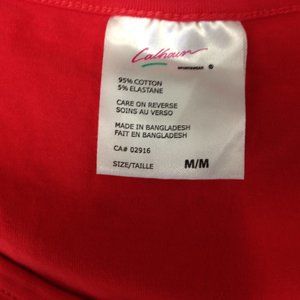 Calhoun
SPORTSWEAR ®
95% COTTON
5% ELASTANE
CARE ON REVERSE
SOINS AU VERSO
MADE IN BANGLADESH
FAIT EN BANGLADESH
CA# 02916
SIZE/TAILLE M/M